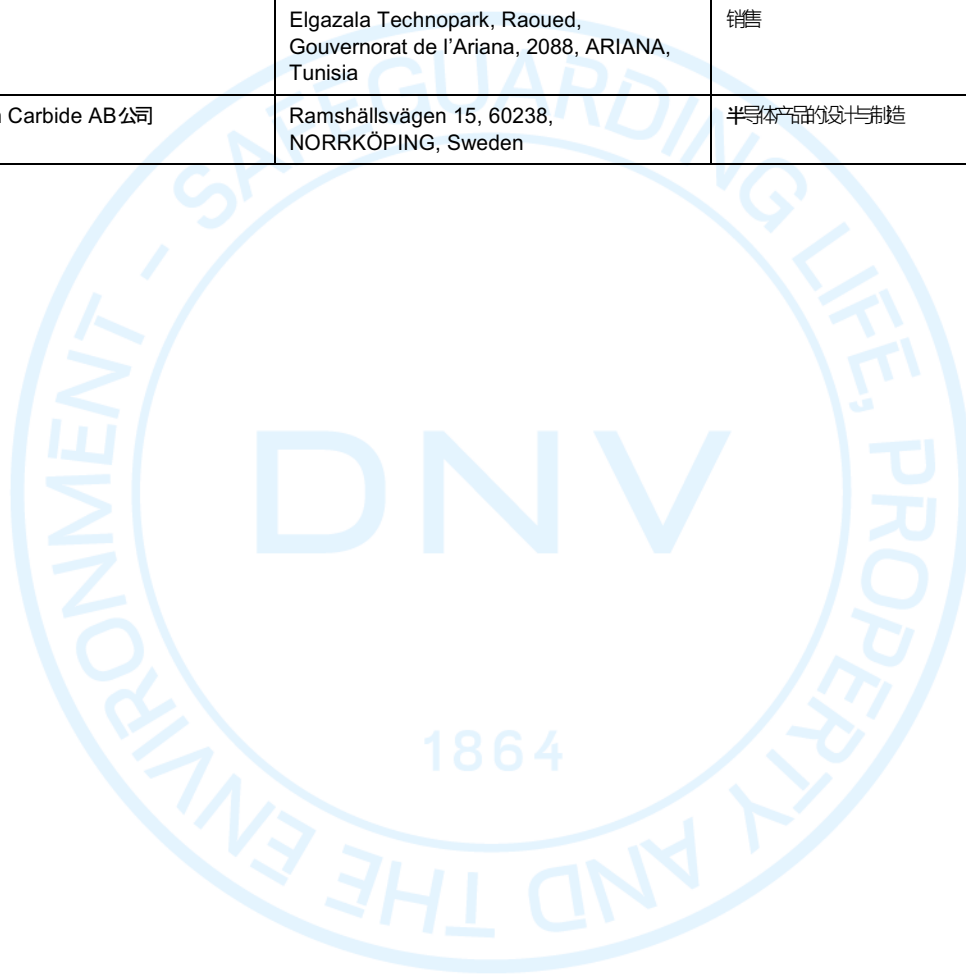 Elgazala Technopark, Raoued,
Gouvernorat de l’Ariana, 2088, ARIANA,
Tunisia
销售
Carbide AB公司
Ramshällsvägen 15, 60238,
NORRKÖPING, Sweden
半导体产品的设计与制造
SAFEGUARDING LIFE, PROPERTY AND THE ENVIRONMENT -
DNV
1864